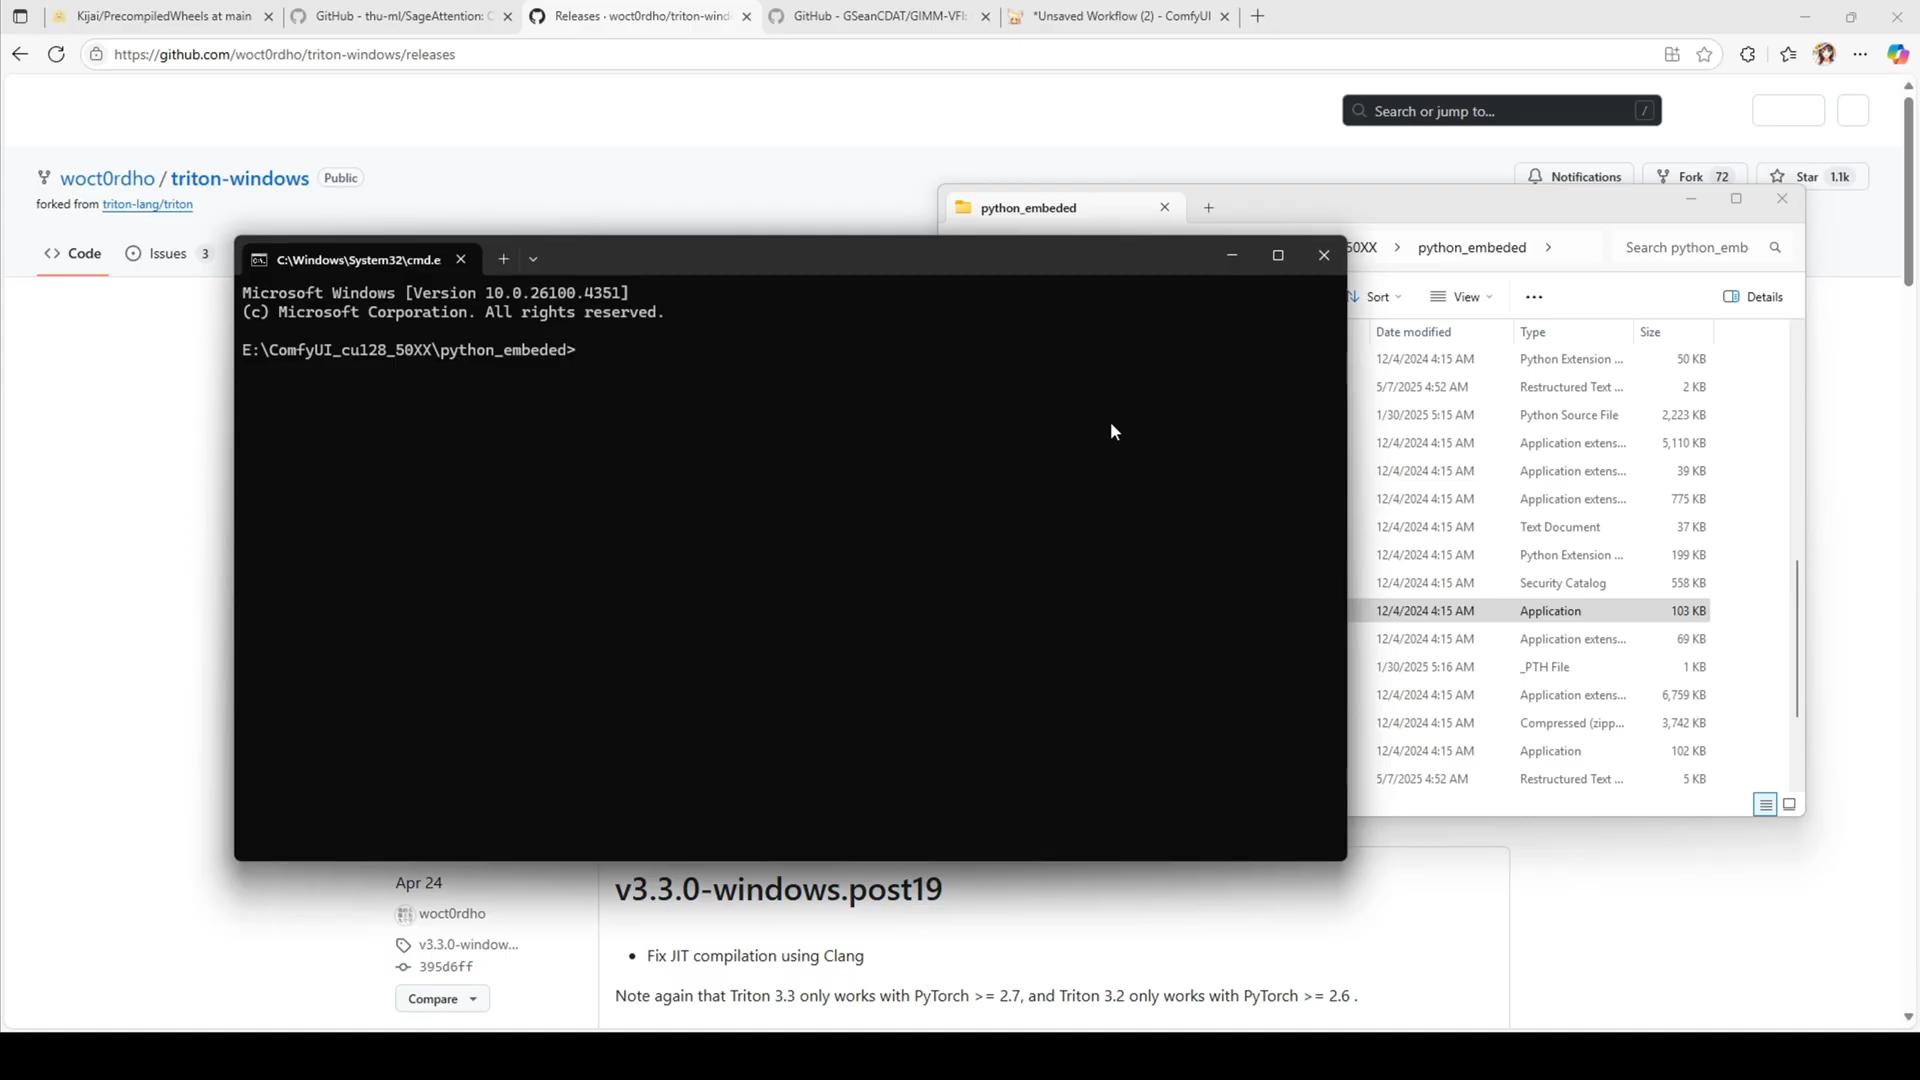 Kijai/PrecompiledWheels at main
GitHub - thu-ml/SageAttention: C
Releases · woct0rdho/triton-wind
GitHub - GSeanCDAT/GIMM-VFI:
*Unsaved Workflow (2) - ComfyUI
https://github.com/woct0rdho/triton-windows/releases
Search or jump to...
/
woct0rdho / triton-windows
Public
forked from triton-lang/triton
Notifications
Fork 72
Star 1.1k
Code
Issues 3
python_embeded
50XX > python_embeded >
Search python_emb
Sort
View
Details
Date modified Type Size
12/4/2024 4:15 AM Python Extension ... 50 KB
5/7/2025 4:52 AM Restructured Text ... 2 KB
1/30/2025 5:15 AM Python Source File 2,223 KB
12/4/2024 4:15 AM Application extens... 5,110 KB
12/4/2024 4:15 AM Application extens... 39 KB
12/4/2024 4:15 AM Application extens... 775 KB
12/4/2024 4:15 AM Text Document 37 KB
12/4/2024 4:15 AM Python Extension ... 199 KB
12/4/2024 4:15 AM Security Catalog 558 KB
12/4/2024 4:15 AM Application 103 KB
12/4/2024 4:15 AM Application extens... 69 KB
1/30/2025 5:16 AM _PTH File 1 KB
12/4/2024 4:15 AM Application extens... 6,759 KB
12/4/2024 4:15 AM Compressed (zipp... 3,742 KB
12/4/2024 4:15 AM Application 102 KB
5/7/2025 4:52 AM Restructured Text ... 5 KB
C:\Windows\System32\cmd.e
Microsoft Windows [Version 10.0.26100.4351]
(c) Microsoft Corporation. All rights reserved.
E:\ComfyUI_cu128_50XX\python_embeded>
Apr 24
woct0rdho
v3.3.0-window...
395d6ff
Compare
v3.3.0-windows.post19
• Fix JIT compilation using Clang
Note again that Triton 3.3 only works with PyTorch >= 2.7, and Triton 3.2 only works with PyTorch >= 2.6 .